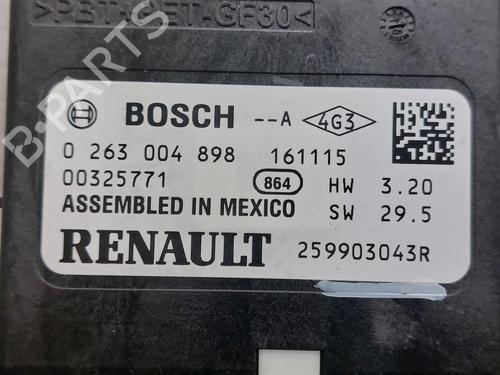 >PBT+PET-GF30<
BOSCH --A 4G3
0 263 004 898 161115
00325771 864 HW 3.20
ASSEMBLED IN MEXICO SW 29.5
RENAULT 259903043R
B-PARTS